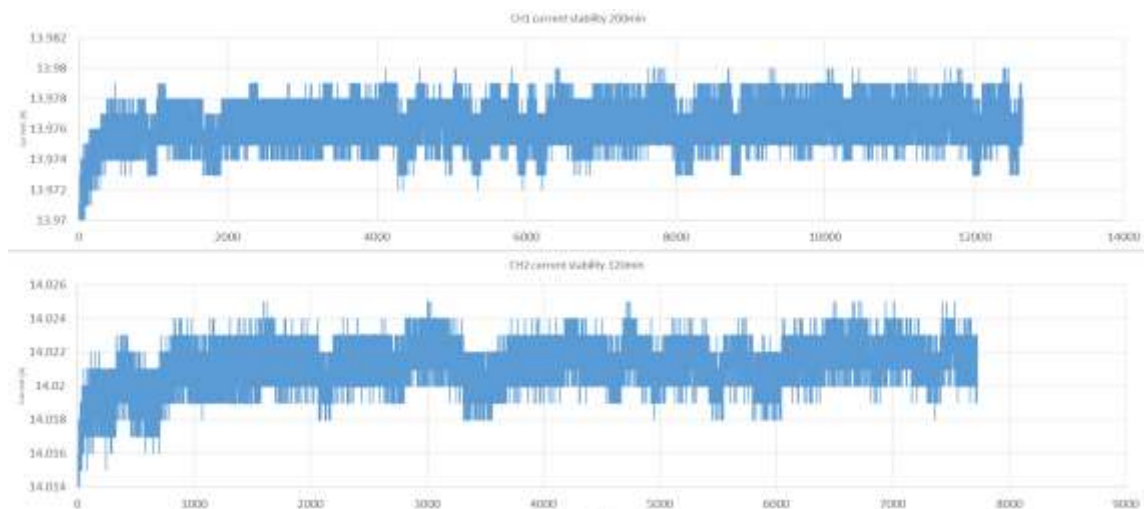 CH1 current stability 200min
13.982
13.98
13.978
13.976
13.974
13.972
13.97
Current (A)
0 2000 4000 6000 8000 10000 12000 14000
CH2 current stability 120min
14.026
14.024
14.022
14.02
14.018
14.016
14.014
Current (A)
0 1000 2000 3000 4000 5000 6000 7000 8000 9000